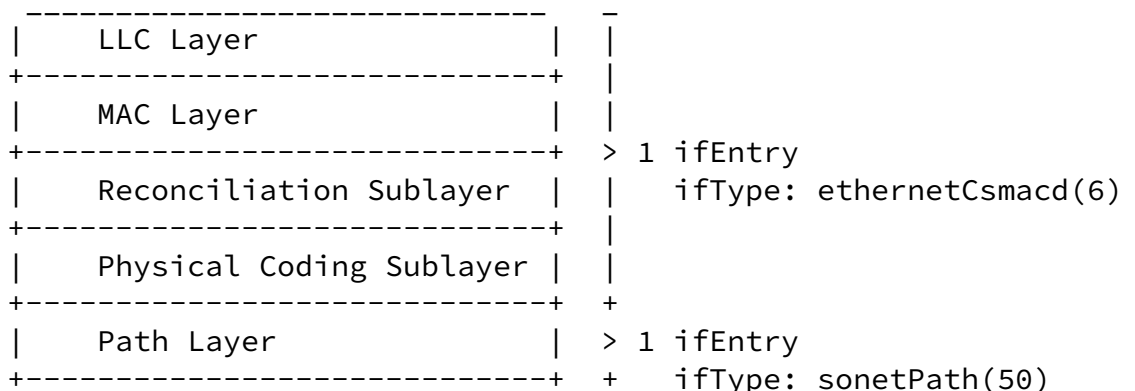 _____________________________   _
|    LLC Layer                |  |
+-----------------------------+  |
|    MAC Layer                |  |
+-----------------------------+  > 1 ifEntry
|    Reconciliation Sublayer  |  |   ifType: ethernetCsmacd(6)
+-----------------------------+  |
|    Physical Coding Sublayer |  |
+-----------------------------+  +
|    Path Layer               |  > 1 ifEntry
+-----------------------------+  +   ifType: sonetPath(50)